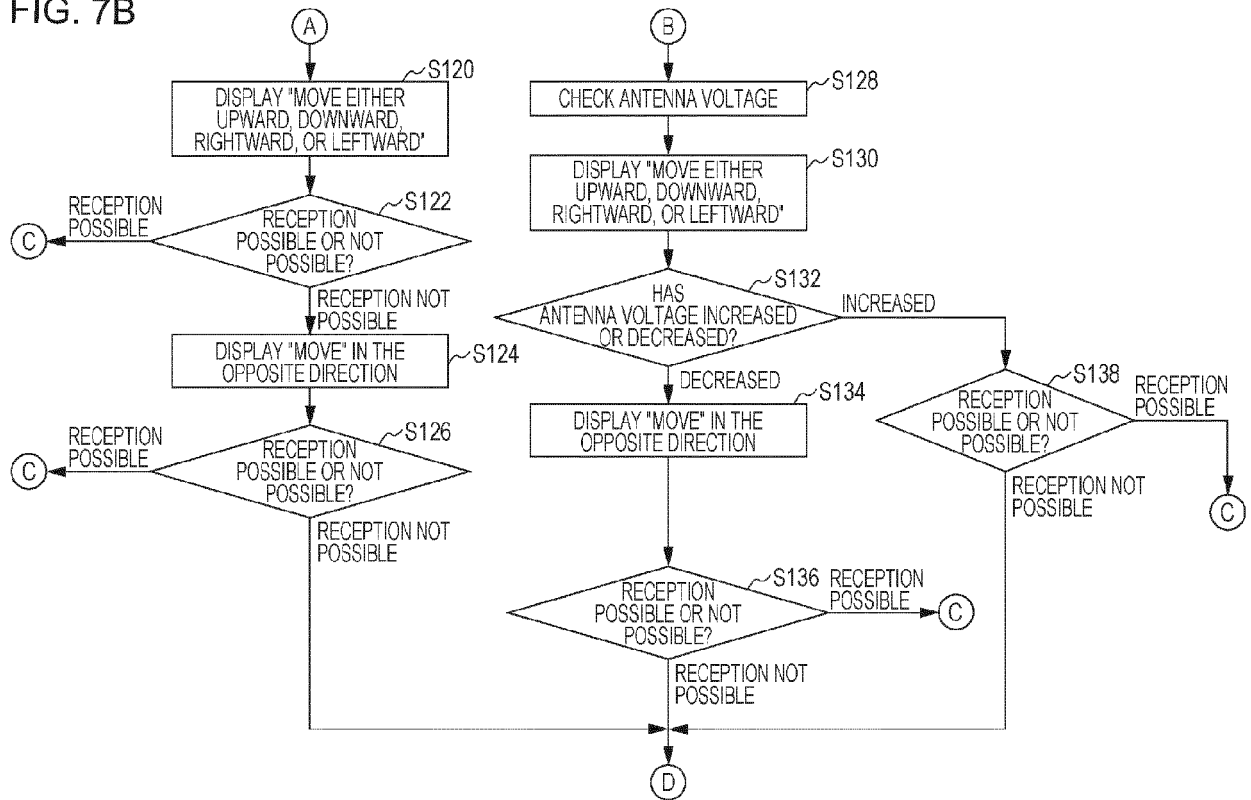 FIG. 7B
A
S120
DISPLAY "MOVE EITHER
UPWARD, DOWNWARD,
RIGHTWARD, OR LEFTWARD"
S122
RECEPTION
POSSIBLE OR NOT
POSSIBLE?
RECEPTION
POSSIBLE
C
RECEPTION NOT
POSSIBLE
S124
DISPLAY "MOVE" IN THE
OPPOSITE DIRECTION
S126
RECEPTION
POSSIBLE OR NOT
POSSIBLE?
RECEPTION
POSSIBLE
C
RECEPTION NOT
POSSIBLE
B
S128
CHECK ANTENNA VOLTAGE
S130
DISPLAY "MOVE EITHER
UPWARD, DOWNWARD,
RIGHTWARD, OR LEFTWARD"
S132
HAS
ANTENNA VOLTAGE INCREASED
OR DECREASED?
INCREASED
DECREASED
S134
DISPLAY "MOVE" IN THE
OPPOSITE DIRECTION
S136
RECEPTION
POSSIBLE OR NOT
POSSIBLE?
RECEPTION
POSSIBLE
C
RECEPTION NOT
POSSIBLE
S138
RECEPTION
POSSIBLE OR NOT
POSSIBLE?
RECEPTION
POSSIBLE
C
RECEPTION NOT
POSSIBLE
D